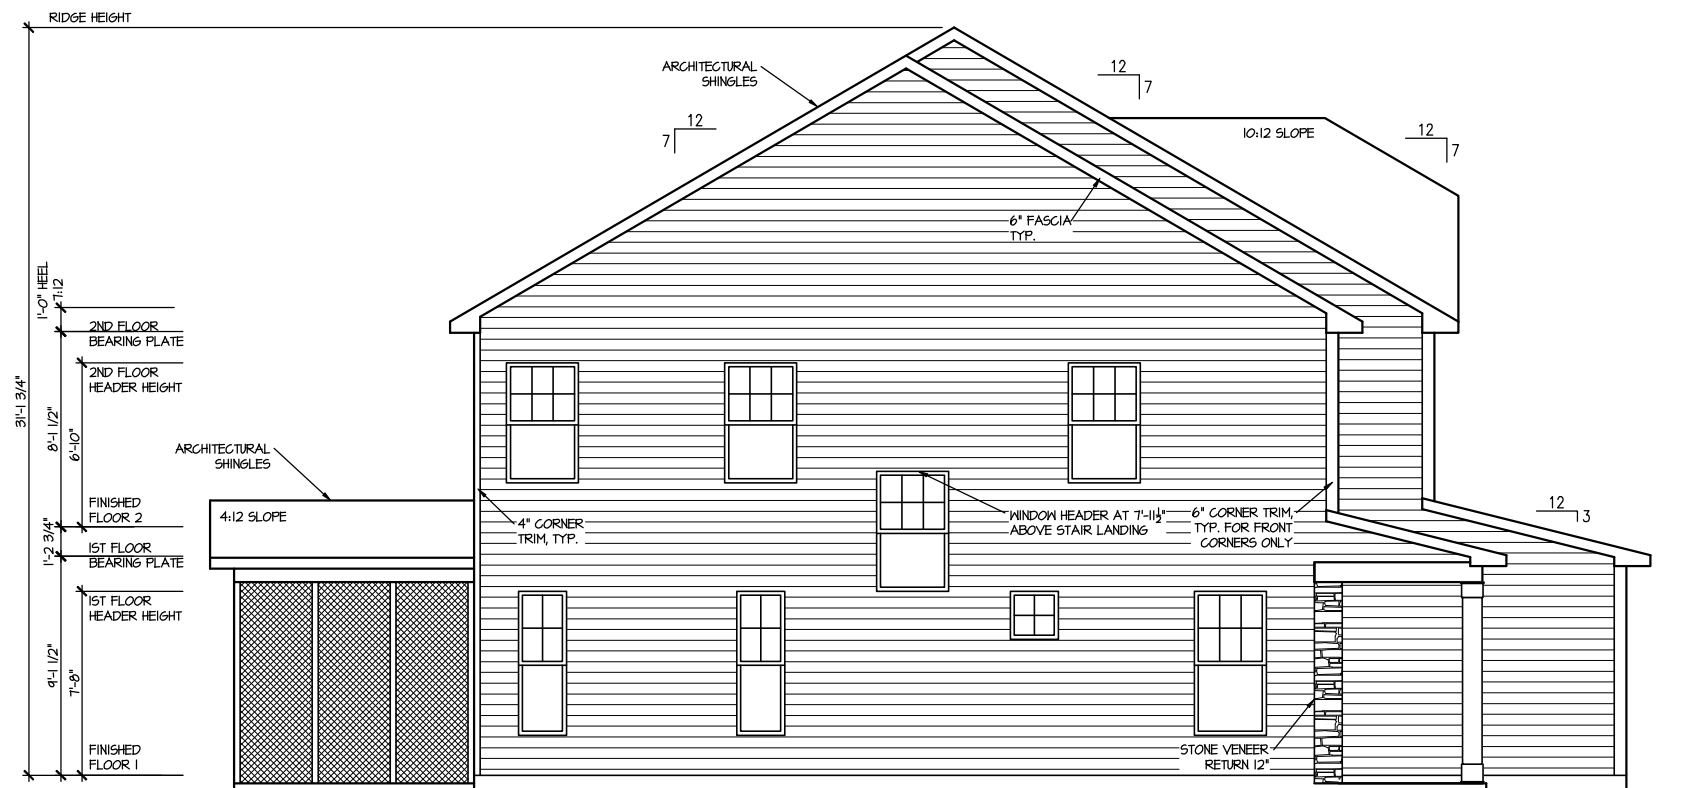 RIDGE HEIGHT
ARCHITECTURAL
SHINGLES
12
7
12
7
10:12 SLOPE
12
7
6" FASCIA
TYP.
1'-0" HEEL
7:12
2ND FLOOR
BEARING PLATE
2ND FLOOR
HEADER HEIGHT
31'-1 3/4"
8'-1 1/2"
6'-10"
ARCHITECTURAL
SHINGLES
4:12 SLOPE
FINISHED
FLOOR 2
1'-2 3/4"
1ST FLOOR
BEARING PLATE
4" CORNER
TRIM, TYP.
WINDOW HEADER AT 7'-11½"
ABOVE STAIR LANDING
6" CORNER TRIM,
TYP. FOR FRONT
CORNERS ONLY
12
3
1ST FLOOR
HEADER HEIGHT
9'-1 1/2"
7'-8"
FINISHED
FLOOR 1
STONE VENEER
RETURN 12"